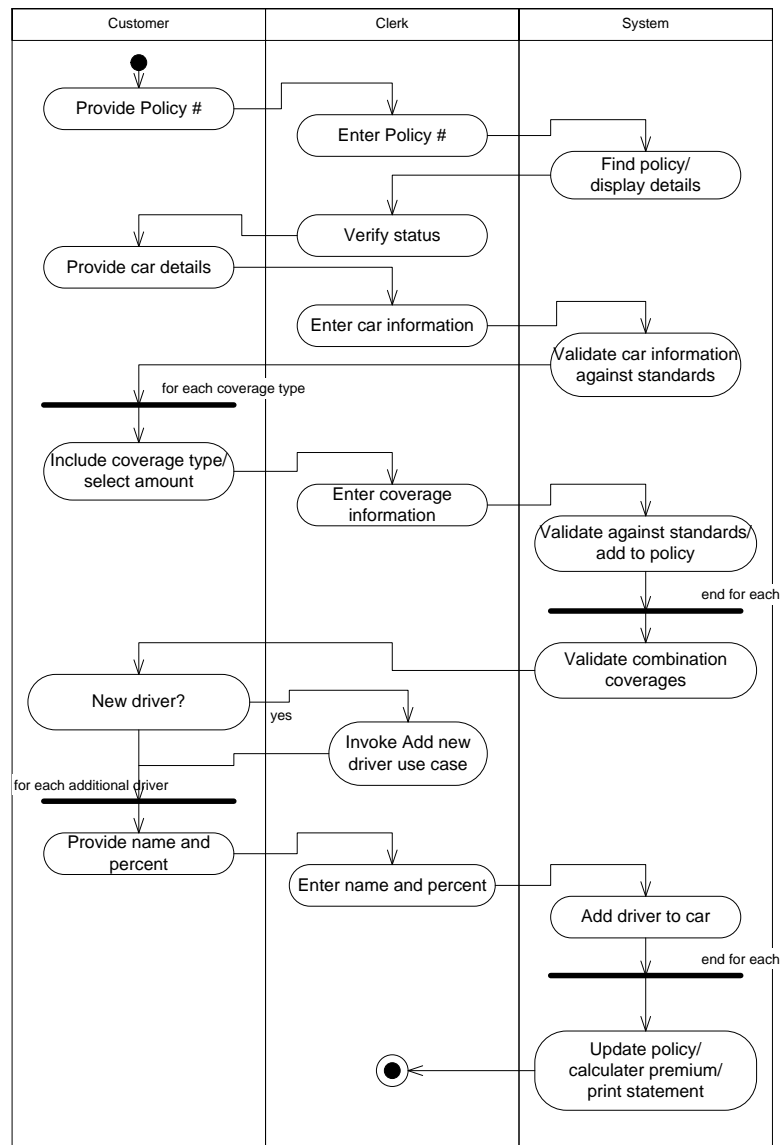 Customer
Clerk
System
Provide Policy #
Enter Policy #
Find policy/
display details
Verify status
Provide car details
Enter car information
Validate car information
against standards
for each coverage type
Include coverage type/
select amount
Enter coverage
information
Validate against standards/
add to policy
end for each
Validate combination
coverages
New driver?
yes
Invoke Add new
driver use case
for each additional driver
Provide name and
percent
Enter name and percent
Add driver to car
end for each
Update policy/
calculater premium/
print statement